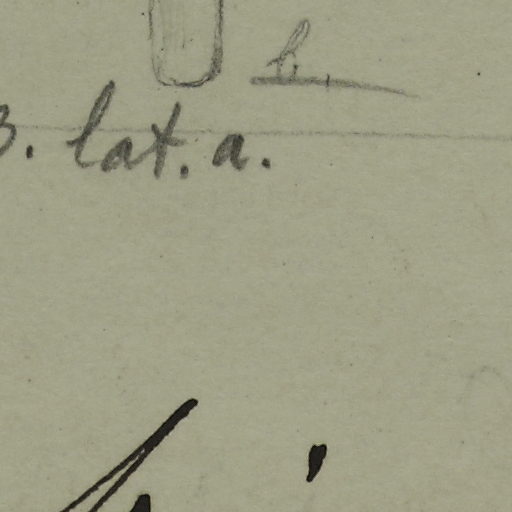 b.
3. lat. a.